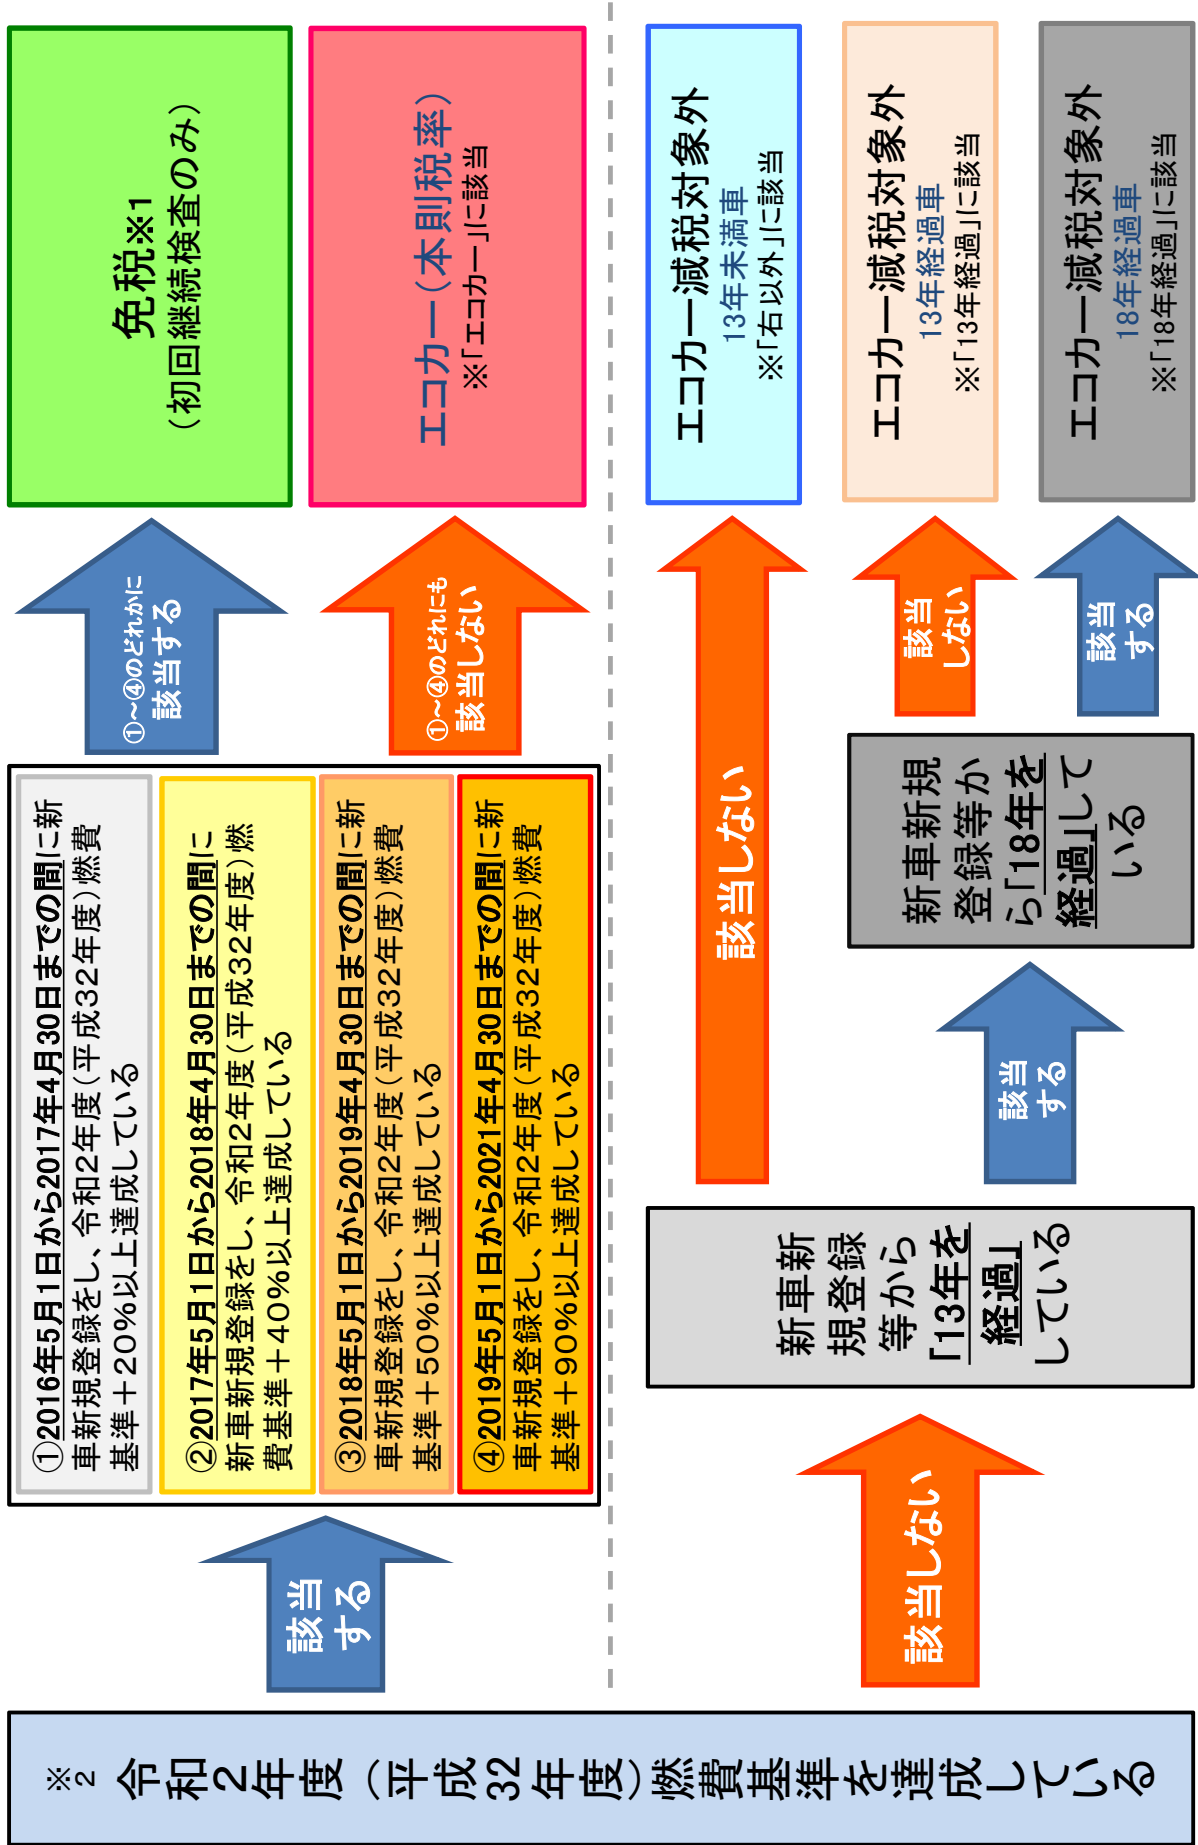 ※2 令和2年度（平成32年度）燃費基準を達成している
該当
する
①2016年5月1日から2017年4月30日までの間に新
車新規登録をし、令和2年度（平成32年度）燃費
基準＋20％以上達成している
②2017年5月1日から2018年4月30日までの間に
新車新規登録をし、令和2年度（平成32年度）燃
費基準＋40％以上達成している
③2018年5月1日から2019年4月30日までの間に新
車新規登録をし、令和2年度（平成32年度）燃費
基準＋50％以上達成している
④2019年5月1日から2021年4月30日までの間に新
車新規登録をし、令和2年度（平成32年度）燃費
基準＋90％以上達成している
①～④のどれかに
該当する
免税※1
（初回継続検査のみ）
①～④のどれにも
該当しない
エコカー（本則税率）
※「エコカー」に該当
該当しない
新車新
規登録
等から
「13年を
経過」
している
該当しない
エコカー減税対象外
13年未満車
※「右以外」に該当
該当
する
新車新規
登録等か
ら「18年を
経過」して
いる
該当
しない
エコカー減税対象外
13年経過車
※「13年経過」に該当
該当
する
エコカー減税対象外
18年経過車
※「18年経過」に該当